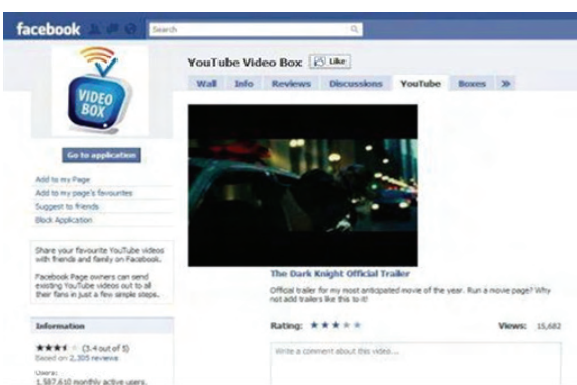 facebook
Search
YouTube Video Box Like
Wall Info Reviews Discussions YouTube Boxes »
VIDEO
BOX
Go to application
Add to my Page
Add to my page's favourites
Suggest to friends
Block Application
Share your favourite YouTube videos
with friends and family on Facebook.
Facebook Page owners can send
existing YouTube videos out to all
their fans in just a few simple steps.
Information
(3.4 out of 5)
Based on 2,305 reviews
Users:
1,587,610 monthly active users.
The Dark Knight Official Trailer
Official trailer for my most anticipated movie of the year. Run a movie page? Why
not add trailers like this to it!
Rating: Views: 15,682
Write a comment about this video...